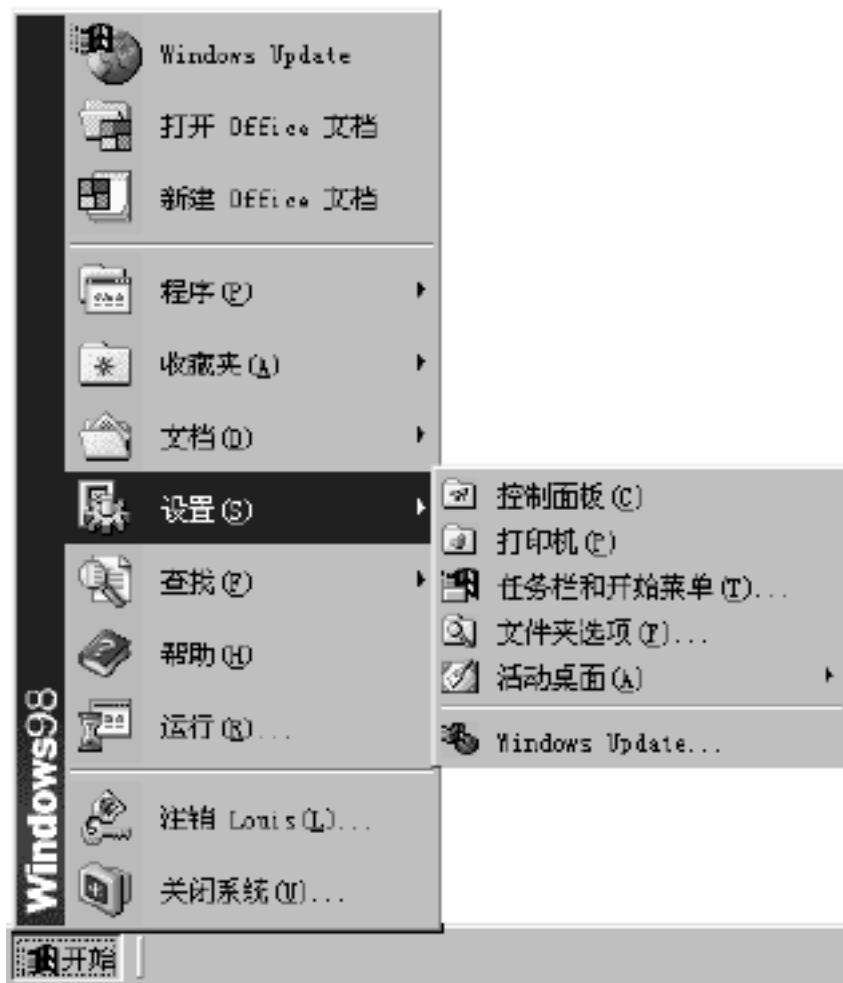 Windows Update
打开 Office 文档
新建 Office 文档
程序(P)
收藏夹(A)
文档(D)
设置(S)
查找(F)
帮助(H)
运行(R)...
注销 Louis(L)...
关闭系统(U)...
Windows98
控制面板(C)
打印机(P)
任务栏和开始菜单(T)...
文件夹选项(F)...
活动桌面(A)
Windows Update...
开始